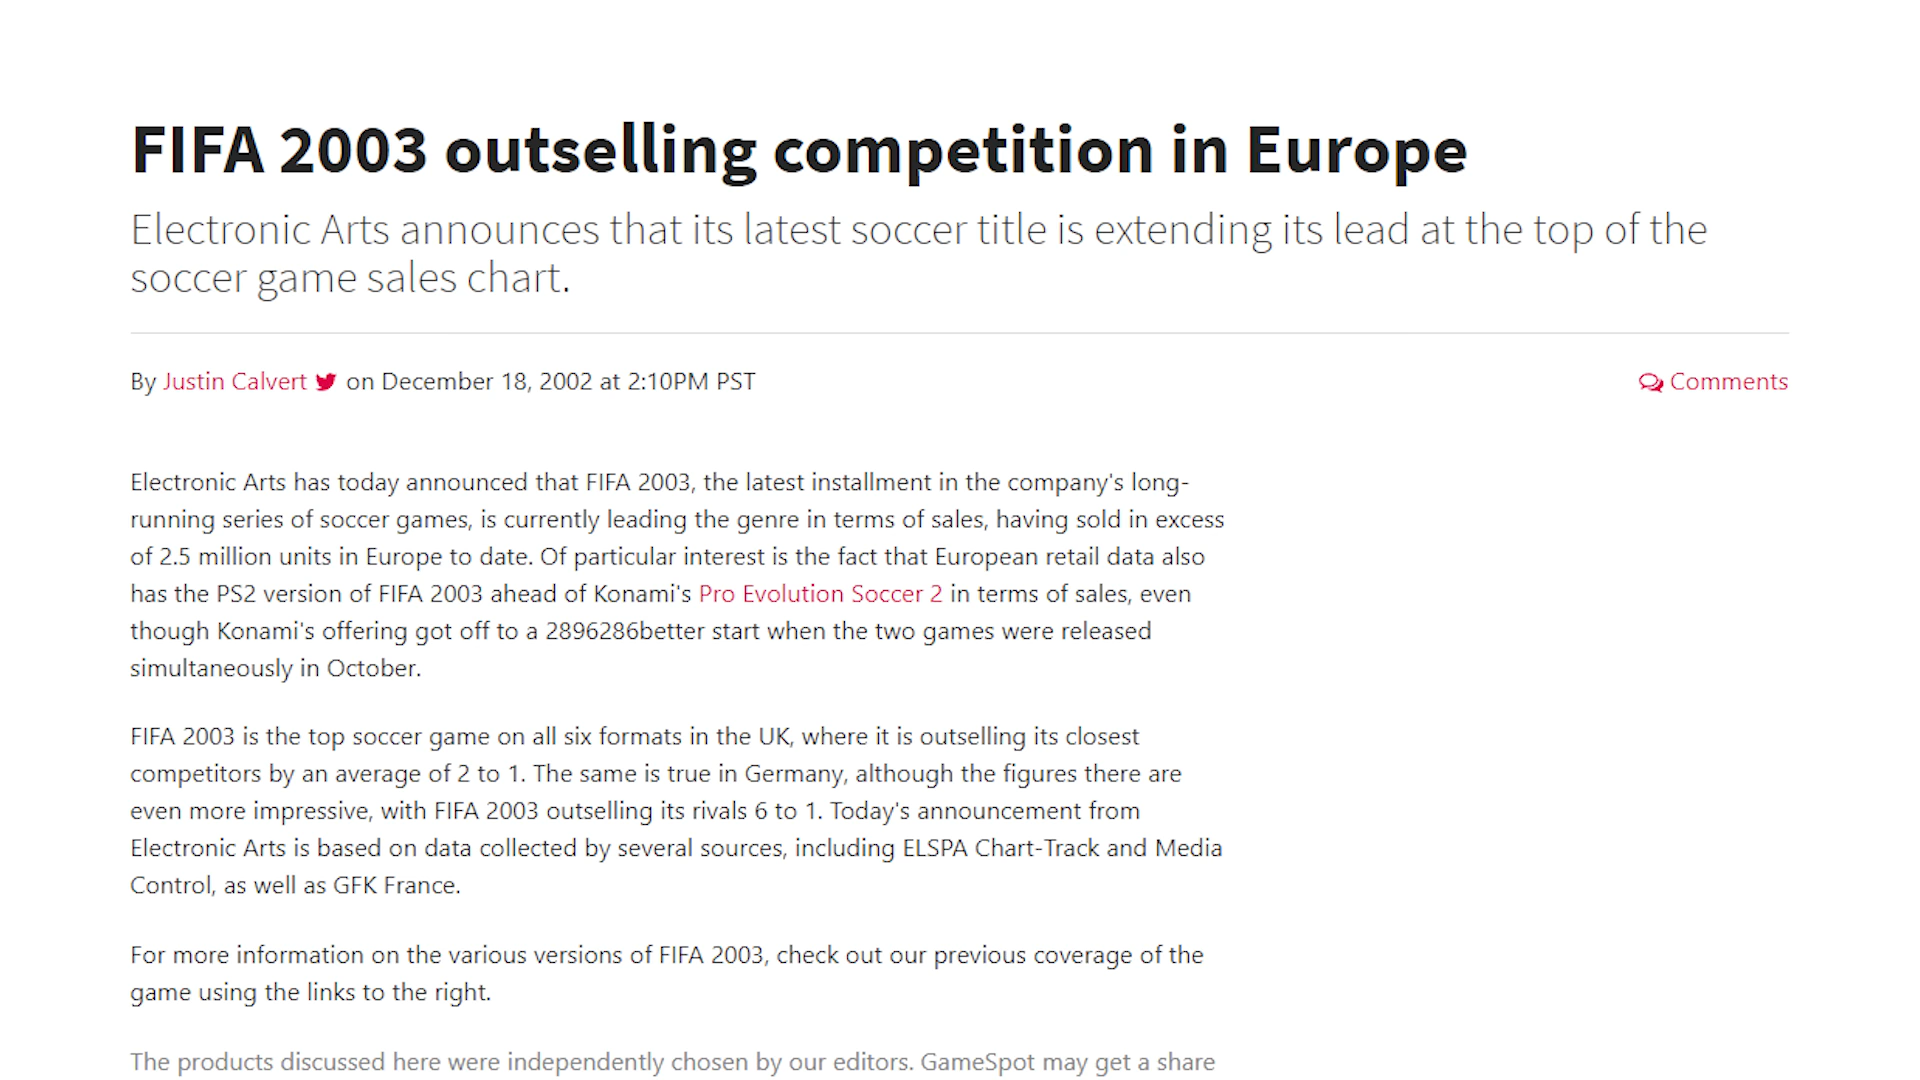 FIFA 2003 outselling competition in Europe
Electronic Arts announces that its latest soccer title is extending its lead at the top of the
soccer game sales chart.
By Justin Calvert on December 18, 2002 at 2:10PM PST
Comments
Electronic Arts has today announced that FIFA 2003, the latest installment in the company's long-
running series of soccer games, is currently leading the genre in terms of sales, having sold in excess
of 2.5 million units in Europe to date. Of particular interest is the fact that European retail data also
has the PS2 version of FIFA 2003 ahead of Konami's Pro Evolution Soccer 2 in terms of sales, even
though Konami's offering got off to a 2896286better start when the two games were released
simultaneously in October.
FIFA 2003 is the top soccer game on all six formats in the UK, where it is outselling its closest
competitors by an average of 2 to 1. The same is true in Germany, although the figures there are
even more impressive, with FIFA 2003 outselling its rivals 6 to 1. Today's announcement from
Electronic Arts is based on data collected by several sources, including ELSPA Chart-Track and Media
Control, as well as GFK France.
For more information on the various versions of FIFA 2003, check out our previous coverage of the
game using the links to the right.
The products discussed here were independently chosen by our editors. GameSpot may get a share